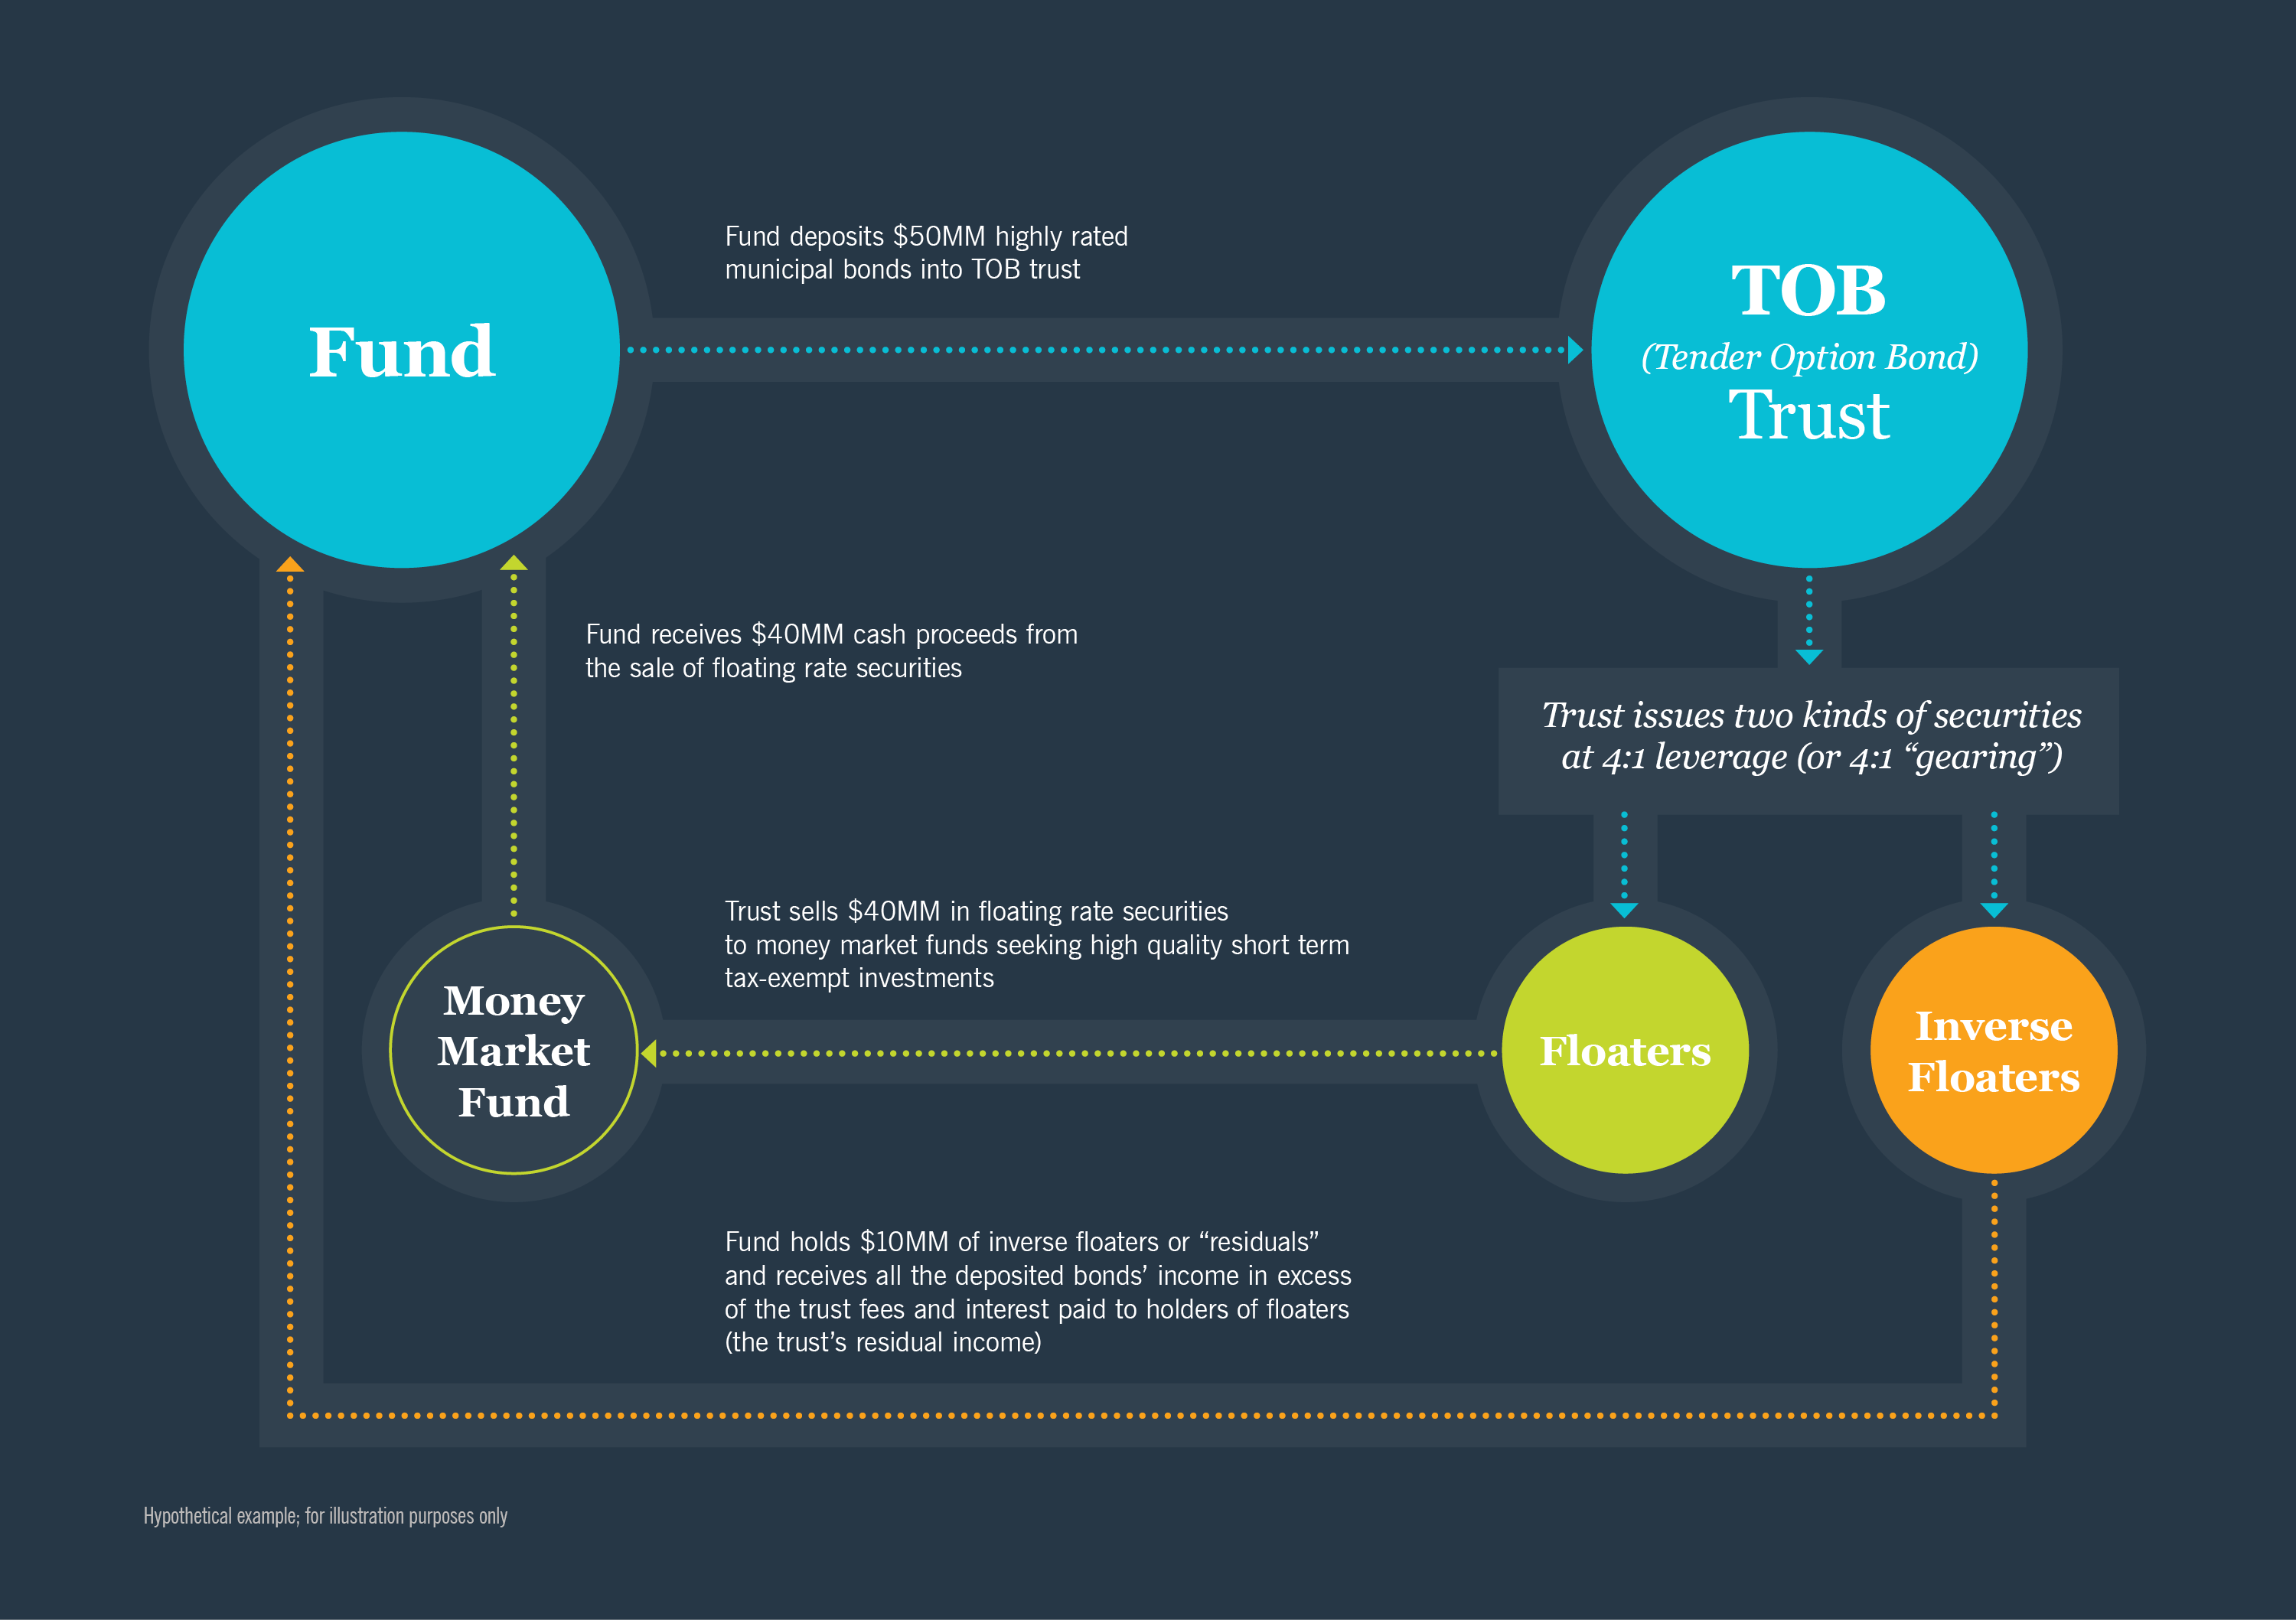 Fund deposits $50MM highly rated
municipal bonds into TOB trust
Fund
TOB
(Tender Option Bond)
Trust
Fund receives $40MM cash proceeds from
the sale of floating rate securities
Trust issues two kinds of securities
at 4:1 leverage (or 4:1 “gearing”)
Trust sells $40MM in floating rate securities
to money market funds seeking high quality short term
tax-exempt investments
Money
Market
Fund
Floaters
Inverse
Floaters
Fund holds $10MM of inverse floaters or “residuals”
and receives all the deposited bonds’ income in excess
of the trust fees and interest paid to holders of floaters
(the trust’s residual income)
Hypothetical example; for illustration purposes only